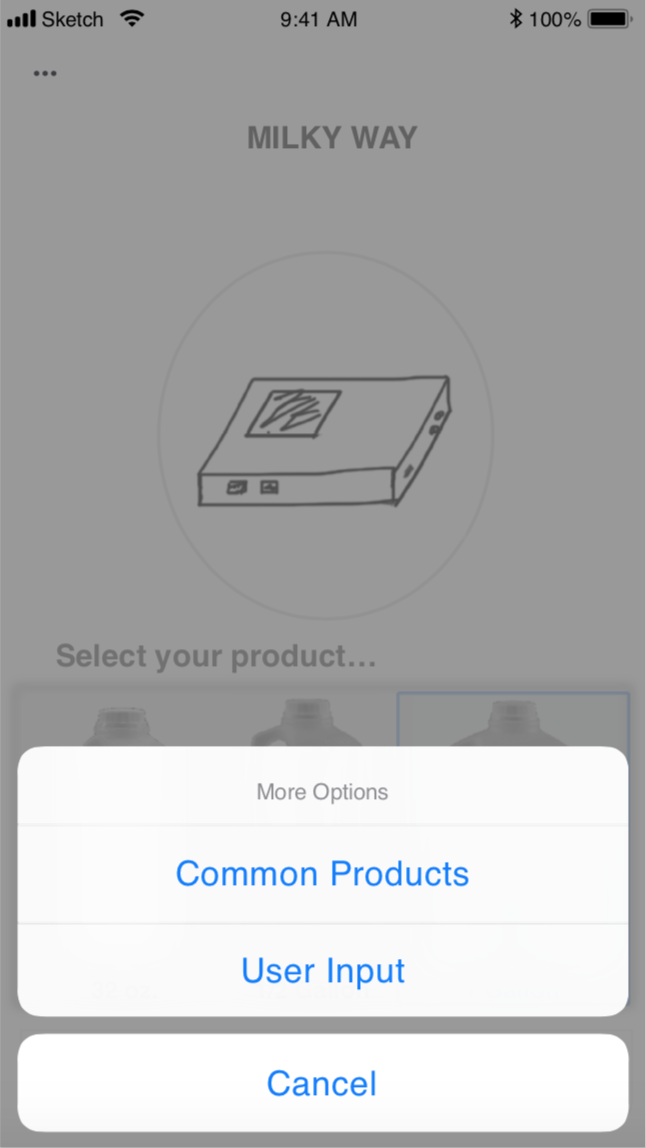 Sketch 9:41 AM 100%
...
MILKY WAY
Select your product...
More Options
Common Products
User Input
Cancel